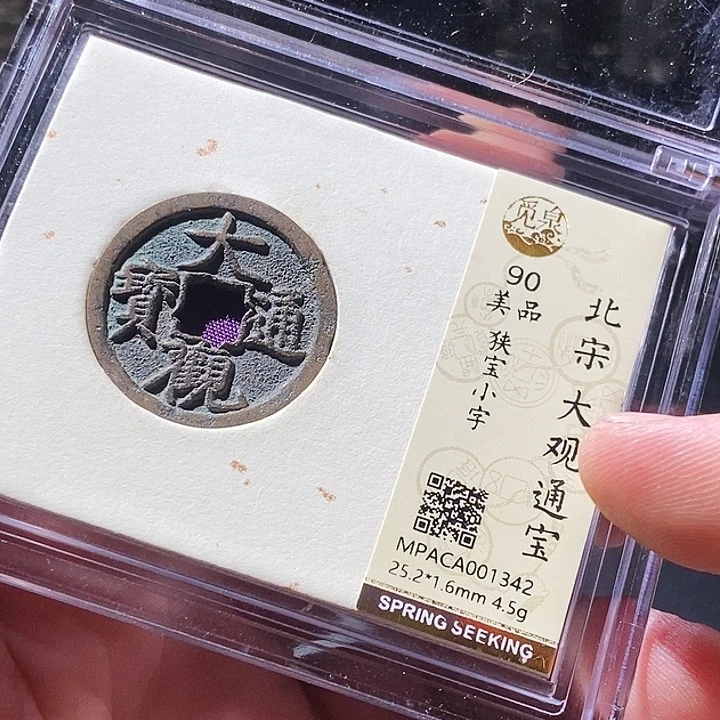 大觀通寶
觅泉
90
美品
狭宝小字
北宋 大观通宝
MPACA001342
25.2*1.6mm 4.5g
SPRING SEEKING